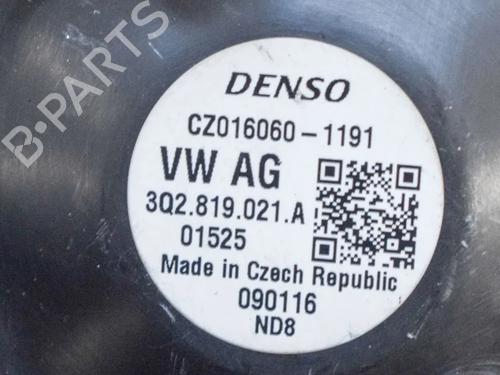 B-PARTS
DENSO
CZ016060-1191
VW AG
3Q2.819.021.A
01525
Made in Czech Republic
090116
ND8